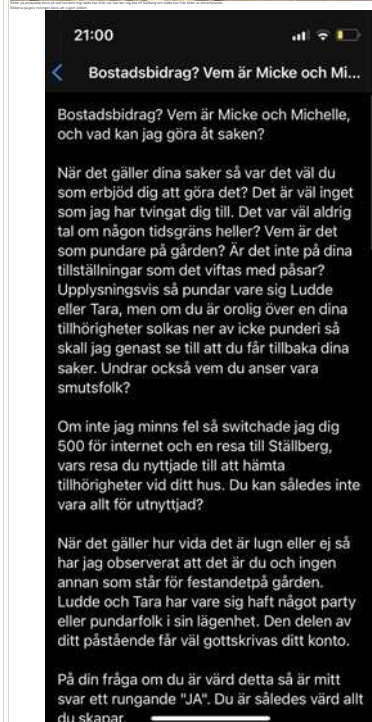 21:00
Bostadsbidrag? Vem är Micke och Mi...
Bostadsbidrag? Vem är Micke och Michelle,
och vad kan jag göra åt saken?
När det gäller dina saker så var det väl du
som erbjöd dig att göra det? Det är väl inget
som jag har tvingat dig till. Det var väl aldrig
tal om någon tidsgräns heller? Vem är det
som pundare på gården? Är det inte på dina
tillställningar som det viftas med påsar?
Upplysningsvis så pundar vare sig Ludde
eller Tara, men om du är orolig över en dina
tillhörigheter solkas ner av icke punderi så
skall jag genast se till att du får tillbaka dina
saker. Undrar också vem du anser vara
smutsfolk?
Om inte jag minns fel så switchade jag dig
500 för internet och en resa till Ställberg,
vars resa du nyttjade till att hämta
tillhörigheter vid ditt hus. Du kan således inte
vara allt för utnyttjad?
När det gäller hur vida det är lugn eller ej så
har jag observerat att det är du och ingen
annan som står för festandetpå gården.
Ludde och Tara har vare sig haft något party
eller pundarfolk i sin lägenhet. Den delen av
ditt påstående får väl gottskrivas ditt konto.
På din fråga om du är värd detta så är mitt
svar ett rungande "JA". Du är således värd allt
du skapar.